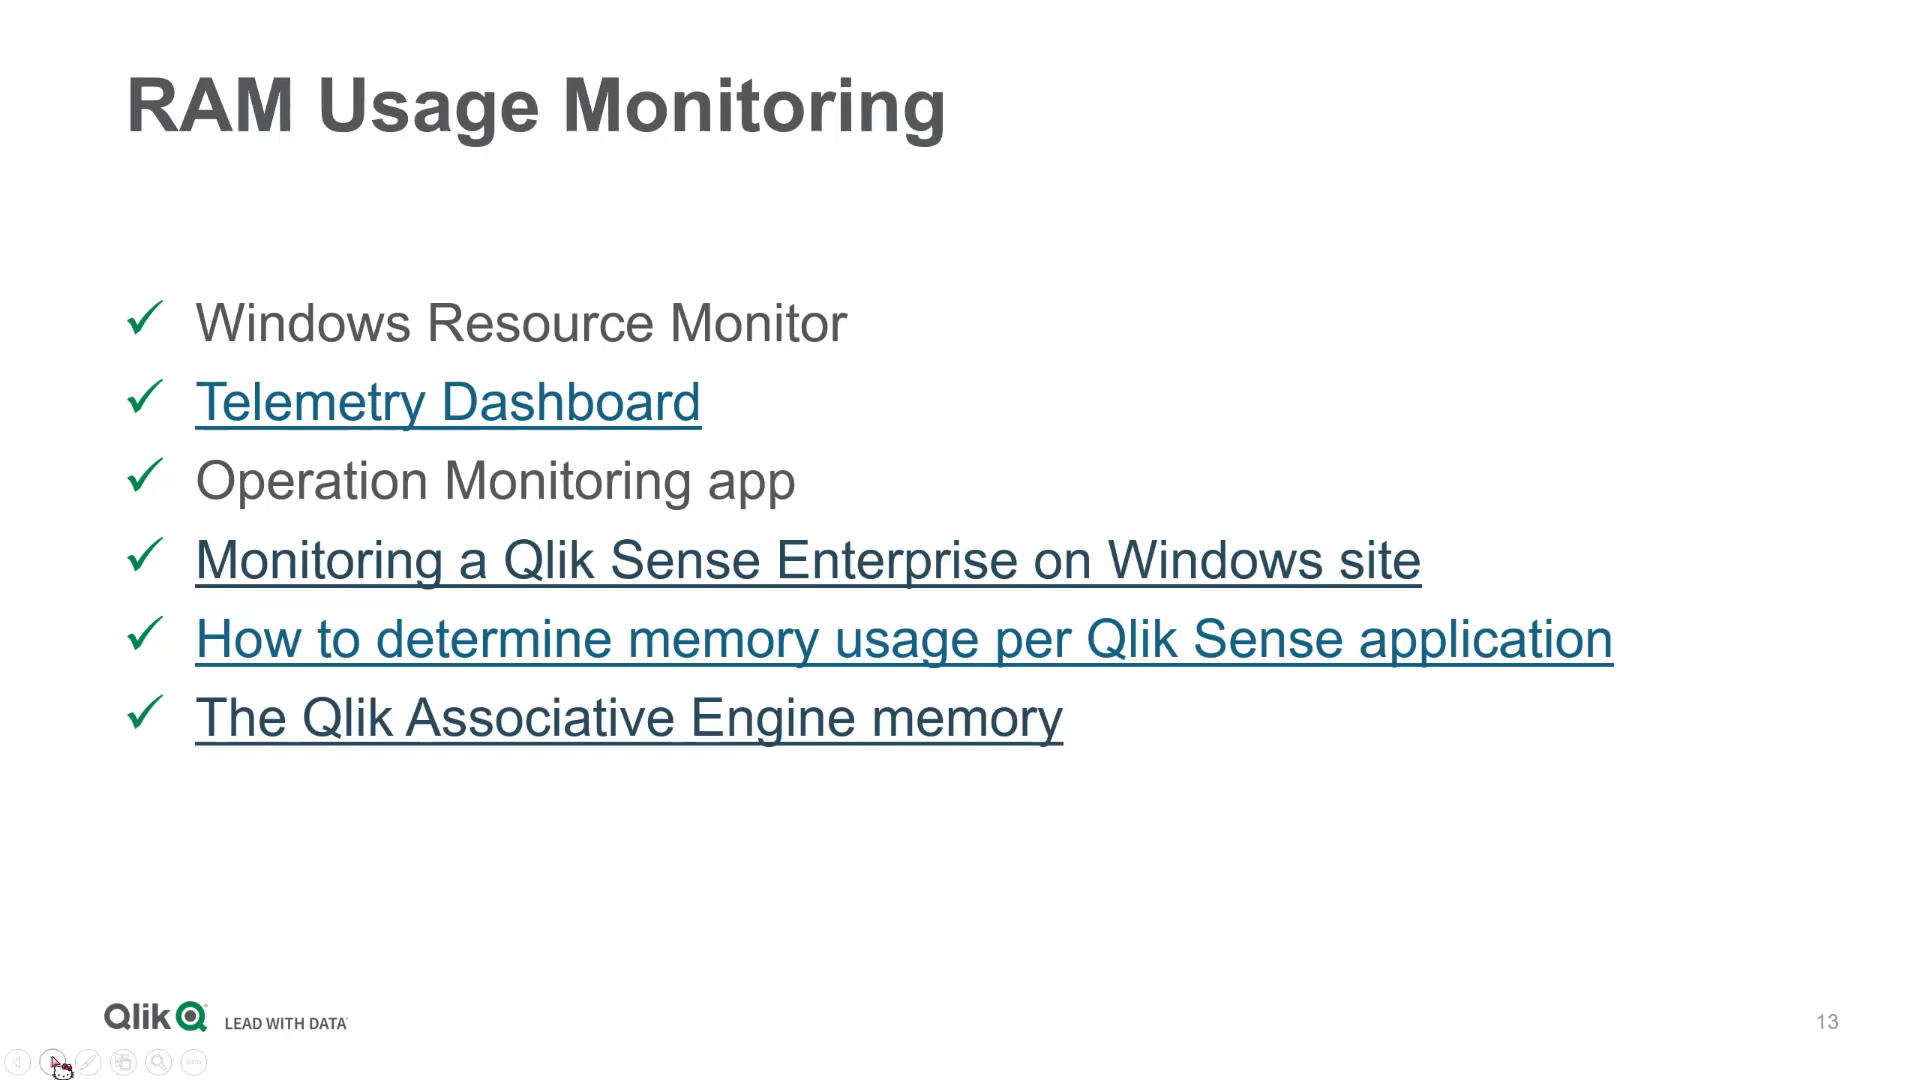 RAM Usage Monitoring
Windows Resource Monitor
Telemetry Dashboard
Operation Monitoring app
Monitoring a Qlik Sense Enterprise on Windows site
How to determine memory usage per Qlik Sense application
The Qlik Associative Engine memory
Qlik LEAD WITH DATA
13